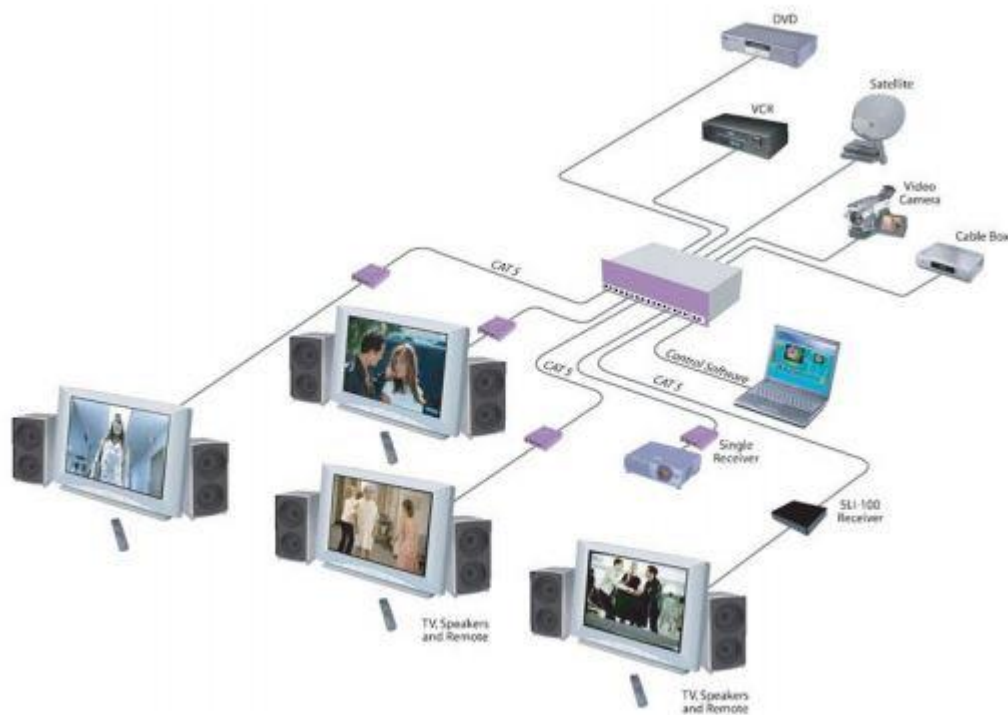 DVD
Satellite
VCR
Video
Camera
Cable Box
CAT 5
CAT 5
Control Software
CAT 5
Single
Receiver
SLI-100
Receiver
TV, Speakers
and Remote
TV, Speakers
and Remote